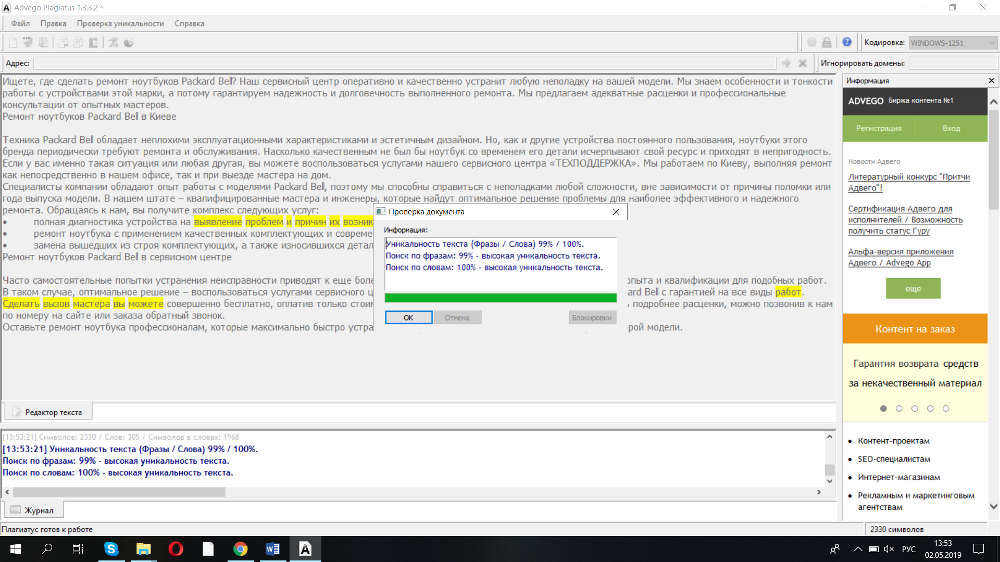 Advego Plagiatus 1.3.3.2 *
Файл Правка Проверка уникальности Справка
HTML
Кодировка: WINDOWS-1251
Адрес:
Игнорировать домены:
Ищете, где сделать ремонт ноутбуков Packard Bell? Наш сервисный центр оперативно и качественно устранит любую неполадку на вашей модели. Мы знаем особенности и тонкости
работы с устройствами этой марки, а потому гарантируем надежность и долговечность выполненного ремонта. Мы предлагаем адекватные расценки и профессиональные
консультации от опытных мастеров.
Ремонт ноутбуков Packard Bell в Киеве
Техника Packard Bell обладает неплохими эксплуатационными характеристиками и эстетичным дизайном. Но, как и другие устройства постоянного пользования, ноутбуки этого
бренда периодически требуют ремонта и обслуживания. Насколько качественным не был бы ноутбук со временем его детали исчерпывают свой ресурс и приходят в непригодность.
Если у вас именно такая ситуация или любая другая, вы можете воспользоваться услугами нашего сервисного центра «ТЕХПОДДЕРЖКА». Мы работаем по Киеву, выполняя ремонт
как непосредственно в нашем офисе, так и при выезде мастера на дом.
Специалисты компании обладают опыт работы с моделями Packard Bell, поэтому мы способны справиться с неполадками любой сложности, вне зависимости от причины поломки или
года выпуска модели. В нашем штате – квалифицированные мастера и инженеры, которые найдут оптимальное решение проблемы для наиболее эффективного и надежного
ремонта. Обращаясь к нам, вы получите комплекс следующих услуг:
• полная диагностика устройства на выявление проблем и причин их возник
• ремонт ноутбука с применением качественных комплектующих и совреме
• замена вышедших из строя комплектующих, а также износившихся детал
Ремонт ноутбуков Packard Bell в сервисном центре
Часто самостоятельные попытки устранения неисправности приводят к еще боле опыта и квалификации для подобных работ.
В таком случае, оптимальное решение – воспользоваться услугами сервисного ц ard Bell с гарантией на все виды работ.
Сделать вызов мастера вы можете совершенно бесплатно, оплатив только стои подробнее расценки, можно позвонив к нам
по номеру на сайте или заказа обратный звонок.
Оставьте ремонт ноутбука профессионалам, которые максимально быстро устра рой модели.
Проверка документа
Информация:
Уникальность текста (Фразы / Слова) 99% / 100%.
Поиск по фразам: 99% - высокая уникальность текста.
Поиск по словам: 100% - высокая уникальность текста.
OK Отмена Блокировки
Редактор текста
[13:53:21] Символов: 2330 / Слов: 305 / Символов в словах: 1968
[13:53:21] Уникальность текста (Фразы / Слова) 99% / 100%.
Поиск по фразам: 99% - высокая уникальность текста.
Поиск по словам: 100% - высокая уникальность текста.
Журнал
Плагиатус готов к работе
2330 символов
Информация
ADVEGO Биржа контента №1
Регистрация Вход
Новости Адвего
Литературный конкурс "Притчи
Адвего"!
Сертификация Адвего для
исполнителей / Возможность
получить статус Гуру
Альфа-версия приложения
Адвего / Advego App
еще
Контент на заказ
Гарантия возврата средств
за некачественный материал
• Контент-проектам
• SEO-специалистам
• Интернет-магазинам
• Рекламным и маркетинговым
агентствам
РУС
13:53
02.05.2019